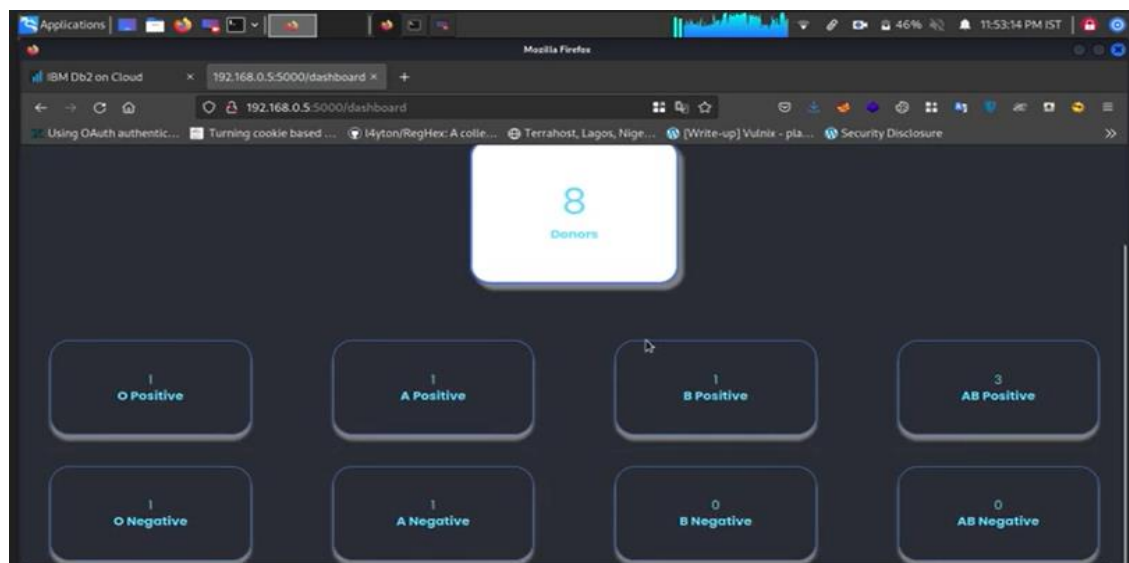 Applications
46%
11:53:14 PM IST
Mozilla Firefox
IBM Db2 on Cloud
192.168.0.5:5000/dashboard
192.168.0.5:5000/dashboard
Using OAuth authentic...
Turning cookie based ...
l4yton/RegHex: A colle...
Terrahost, Lagos, Nige...
[Write-up] Vulnix - pla...
Security Disclosure
8
Donors
1
O Positive
1
A Positive
1
B Positive
3
AB Positive
1
O Negative
1
A Negative
0
B Negative
0
AB Negative